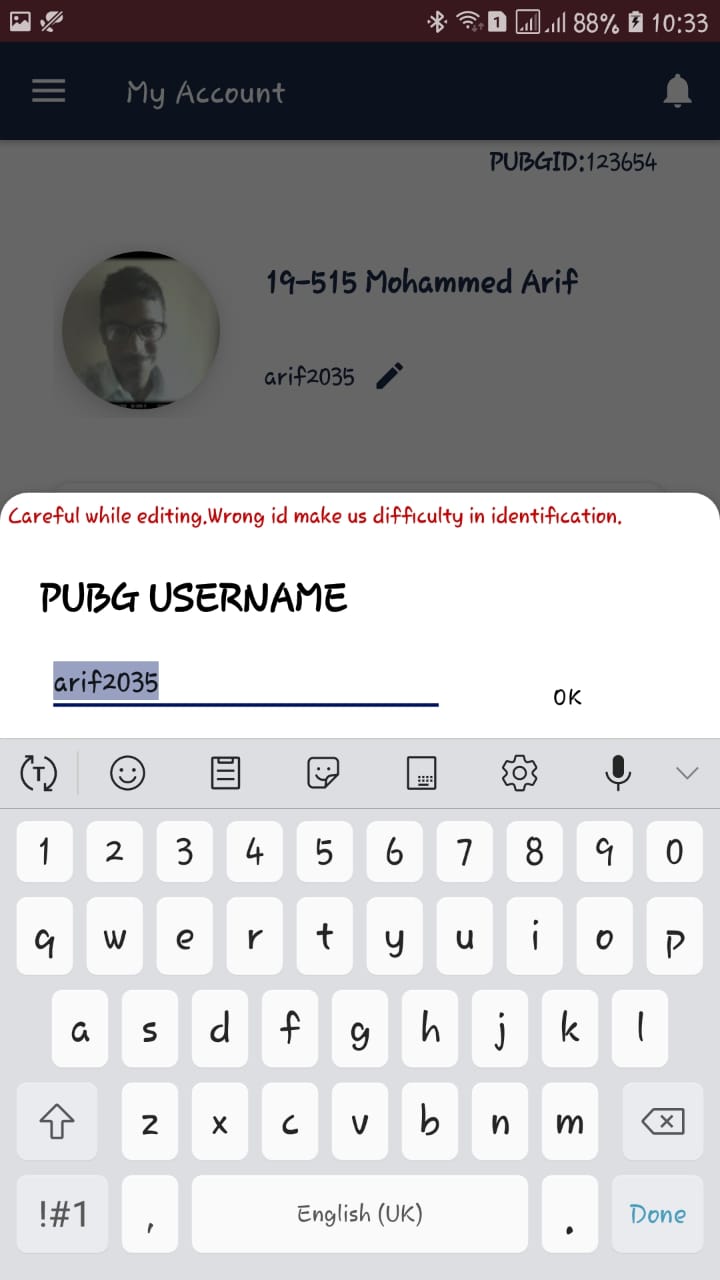 1 88% 10:33
My Account
PUBGID:123654
19-515 Mohammed Arif
arif2035
Careful while editing.Wrong id make us difficulty in identification.
PUBG USERNAME
arif2035
OK
T
1 2 3 4 5 6 7 8 9 0
q w e r t y u i o p
a s d f g h j k l
z x c v b n m
!#1 , English (UK) . Done